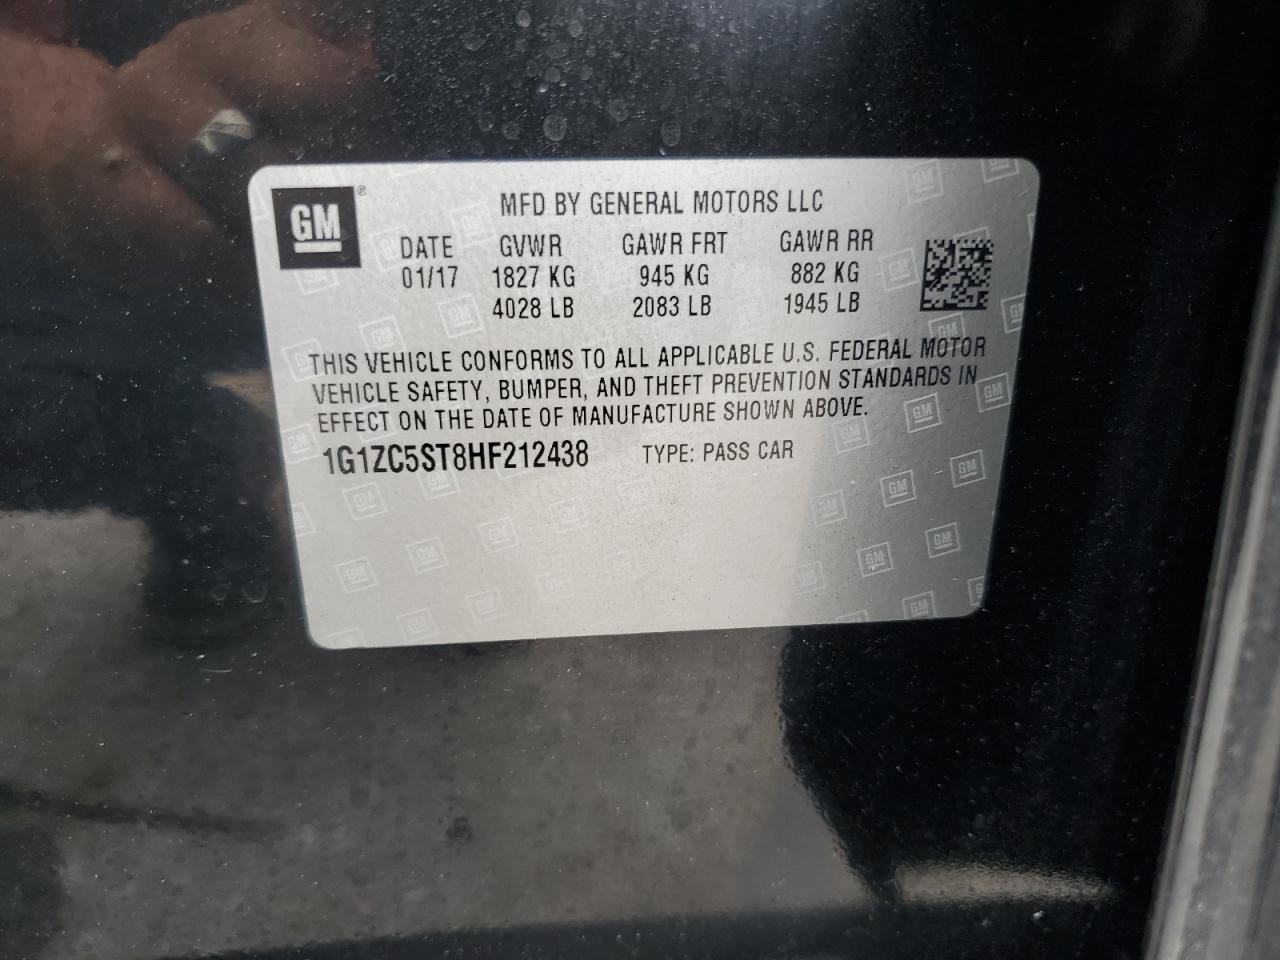 GM
MFD BY GENERAL MOTORS LLC
DATE GVWR GAWR FRT GAWR RR
01/17 1827 KG 945 KG 882 KG
4028 LB 2083 LB 1945 LB
THIS VEHICLE CONFORMS TO ALL APPLICABLE U.S. FEDERAL MOTOR
VEHICLE SAFETY, BUMPER, AND THEFT PREVENTION STANDARDS IN
EFFECT ON THE DATE OF MANUFACTURE SHOWN ABOVE.
1G1ZC5ST8HF212438 TYPE: PASS CAR